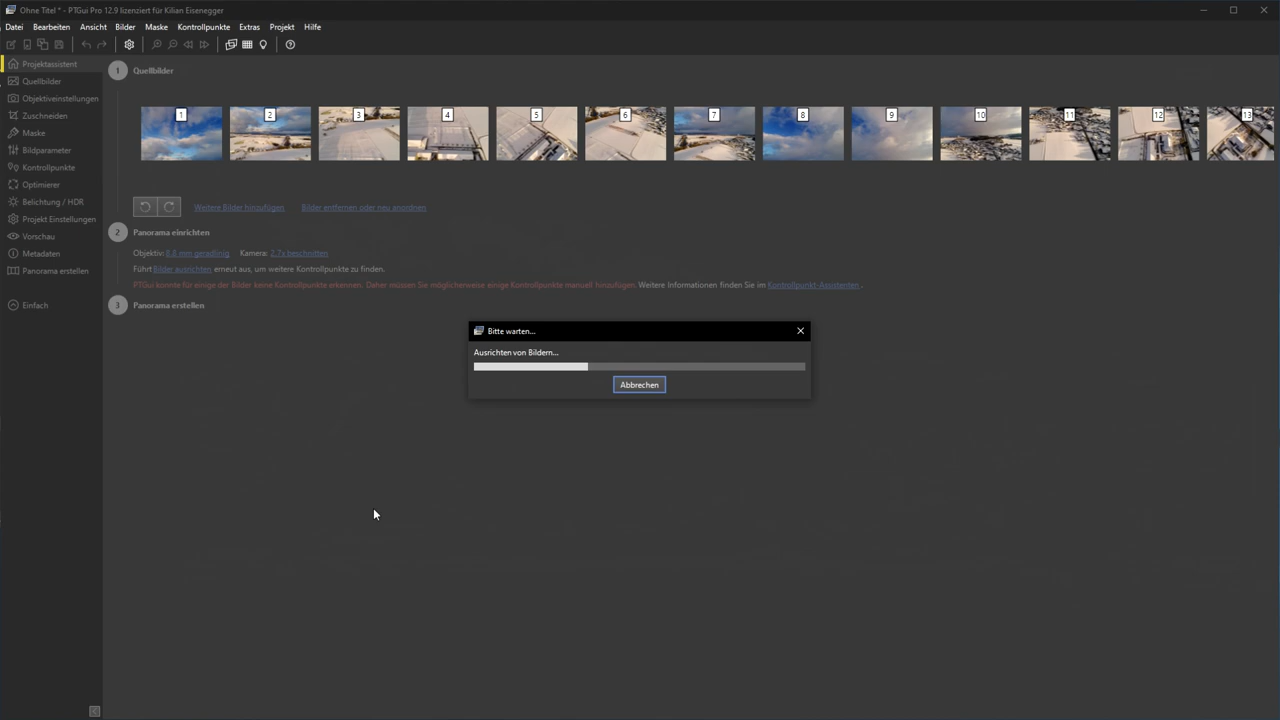 Ohne Titel * - PTGui Pro 12.9 lizenziert für Kilian Eisenegger
Datei Bearbeiten Ansicht Bilder Maske Kontrollpunkte Extras Projekt Hilfe
Projektassistent
Quellbilder
Objektiveinstellungen
Zuschneiden
Maske
Bildparameter
Kontrollpunkte
Optimierer
Belichtung / HDR
Projekt Einstellungen
Vorschau
Metadaten
Panorama erstellen
Einfach
1 Quellbilder
1 2 3 4 5 6 7 8 9 10 11 12 13
Weitere Bilder hinzufügen Bilder entfernen oder neu anordnen
2 Panorama einrichten
Objektiv: 8.8 mm geradlinig Kamera: 2.7x beschnitten
Führt Bilder ausrichten erneut aus, um weitere Kontrollpunkte zu finden.
PTGui konnte für einige der Bilder keine Kontrollpunkte erkennen. Daher müssen Sie möglicherweise einige Kontrollpunkte manuell hinzufügen. Weitere Informationen finden Sie im Kontrollpunkt-Assistenten .
3 Panorama erstellen
Bitte warten...
Ausrichten von Bildern...
Abbrechen